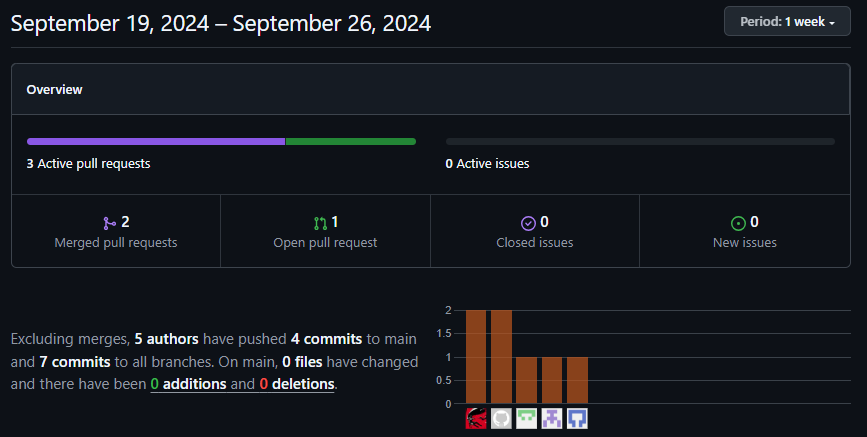 September 19, 2024 – September 26, 2024
Period: 1 week
Overview
3 Active pull requests
0 Active issues
2
Merged pull requests
1
Open pull request
0
Closed issues
0
New issues
Excluding merges, 5 authors have pushed 4 commits to main
and 7 commits to all branches. On main, 0 files have changed
and there have been 0 additions and 0 deletions.
2
1.5
1
0.5
0